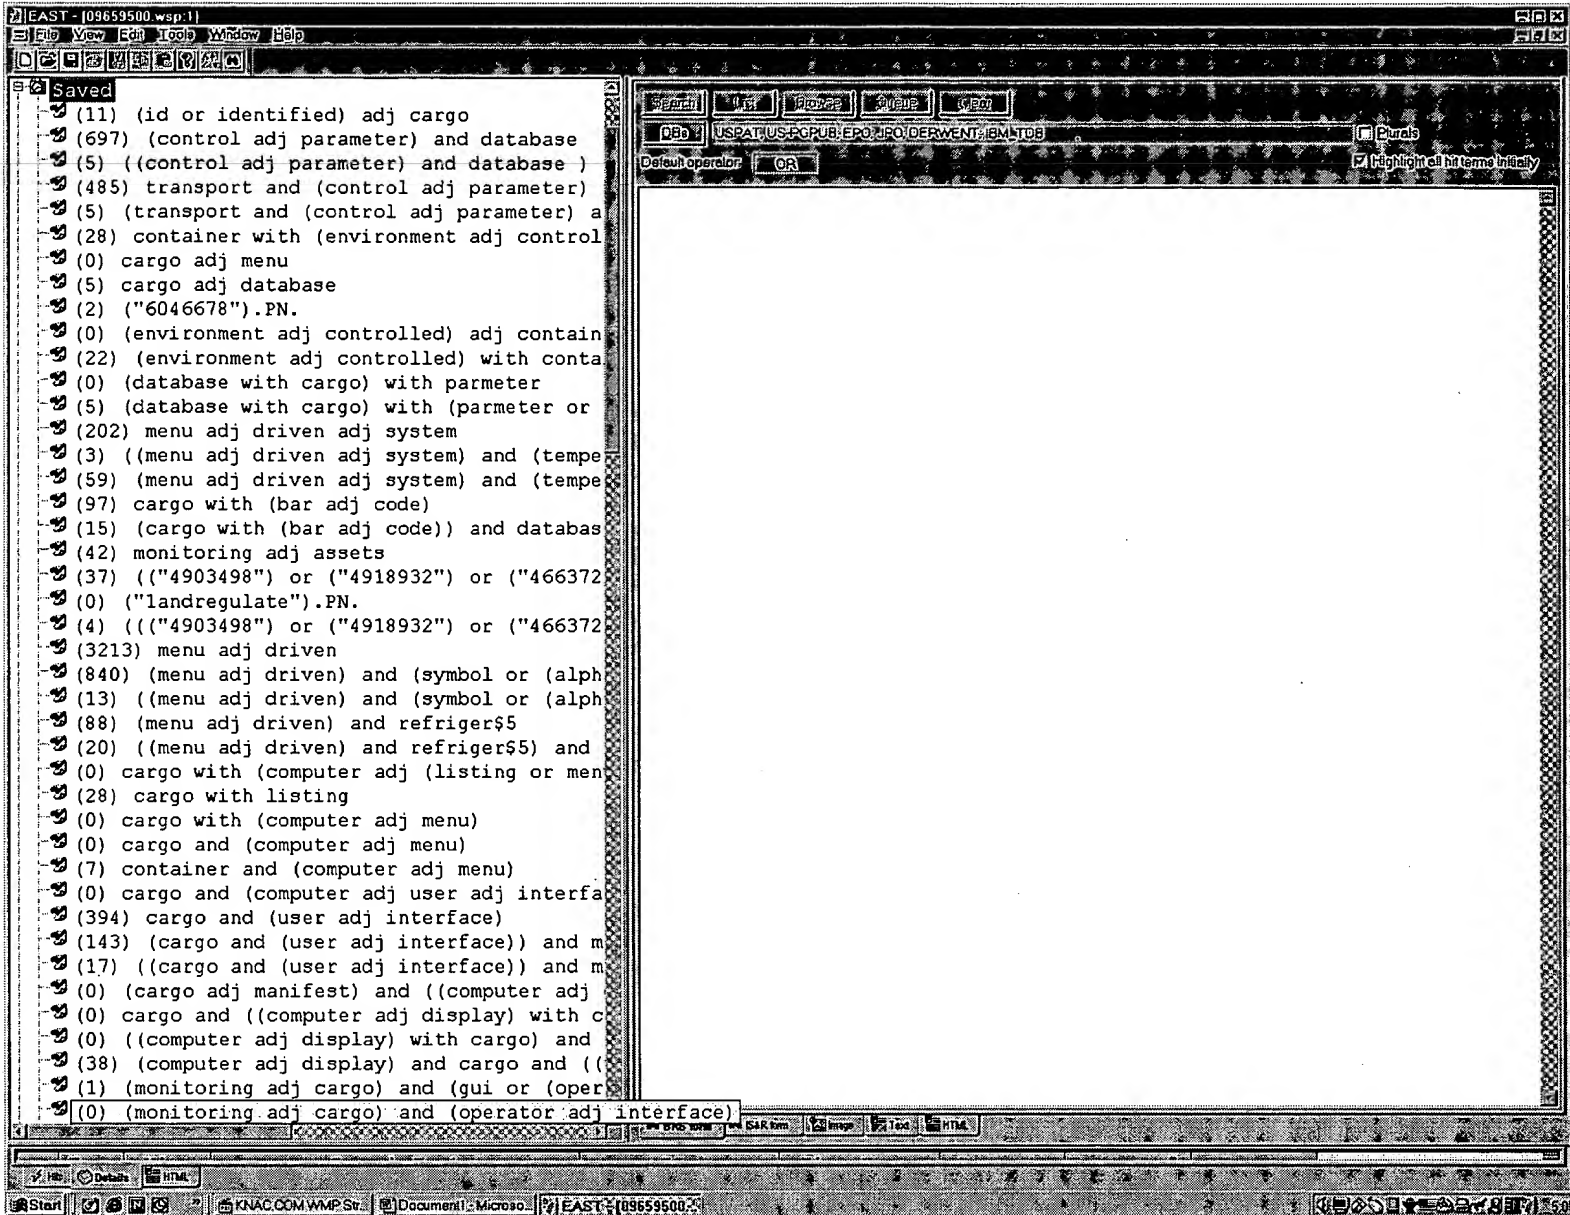 EAST - [09659500.wsp:1]
File View Edit Tools Window Help
Saved
(11) (id or identified) adj cargo
(697) (control adj parameter) and database
(5) ((control adj parameter) and database )
(485) transport and (control adj parameter)
(5) (transport and (control adj parameter) a
(28) container with (environment adj control
(0) cargo adj menu
(5) cargo adj database
(2) ("6046678").PN.
(0) (environment adj controlled) adj contain
(22) (environment adj controlled) with conta
(0) (database with cargo) with parmeter
(5) (database with cargo) with (parmeter or
(202) menu adj driven adj system
(3) ((menu adj driven adj system) and (tempe
(59) (menu adj driven adj system) and (tempe
(97) cargo with (bar adj code)
(15) (cargo with (bar adj code)) and databas
(42) monitoring adj assets
(37) (("4903498") or ("4918932") or ("466372
(0) ("landregulate").PN.
(4) ((("4903498") or ("4918932") or ("466372
(3213) menu adj driven
(840) (menu adj driven) and (symbol or (alph
(13) ((menu adj driven) and (symbol or (alph
(88) (menu adj driven) and refriger$5
(20) ((menu adj driven) and refriger$5) and
(0) cargo with (computer adj (listing or men
(28) cargo with listing
(0) cargo with (computer adj menu)
(0) cargo and (computer adj menu)
(7) container and (computer adj menu)
(0) cargo and (computer adj user adj interfa
(394) cargo and (user adj interface)
(143) (cargo and (user adj interface)) and m
(17) ((cargo and (user adj interface)) and m
(0) (cargo adj manifest) and ((computer adj
(0) cargo and ((computer adj display) with c
(0) ((computer adj display) with cargo) and
(38) (computer adj display) and cargo and ((
(1) (monitoring adj cargo) and (gui or (oper
(0) (monitoring adj cargo) and (operator adj interface)
Search List Browse Queue Clear
DBs USPAT; US-PGPUB; EPO; JPO; DERWENT; IBM_TDB Plurals
Default operator: OR Highlight all hit terms initially
IS&R form Image Text HTML
Hits Details HTML
Start KNAC.COM WMP Str... Document1 - Microso... EAST - [09659500... 5:0